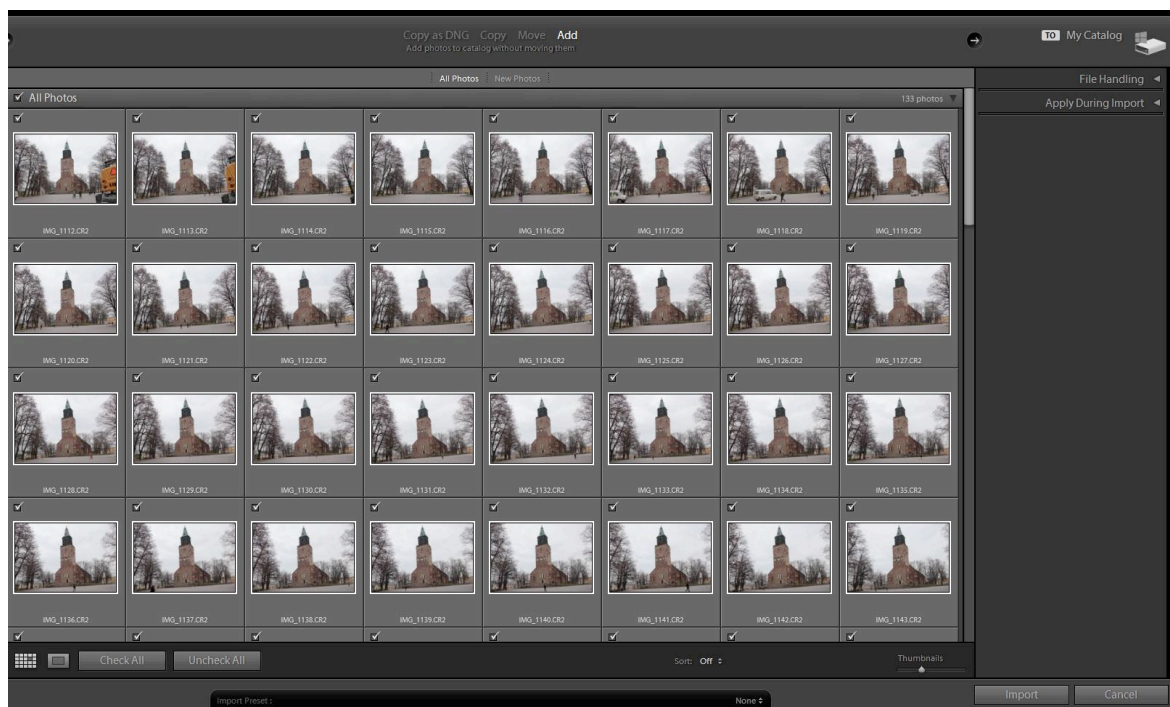 Copy as DNG Copy Move Add
Add photos to catalog without moving them
TO My Catalog
All Photos New Photos
File Handling
All Photos 133 photos
Apply During Import
IMG_1112.CR2 IMG_1113.CR2 IMG_1114.CR2 IMG_1115.CR2 IMG_1116.CR2 IMG_1117.CR2 IMG_1118.CR2 IMG_1119.CR2
IMG_1120.CR2 IMG_1121.CR2 IMG_1122.CR2 IMG_1123.CR2 IMG_1124.CR2 IMG_1125.CR2 IMG_1126.CR2 IMG_1127.CR2
IMG_1128.CR2 IMG_1129.CR2 IMG_1130.CR2 IMG_1131.CR2 IMG_1132.CR2 IMG_1133.CR2 IMG_1134.CR2 IMG_1135.CR2
IMG_1136.CR2 IMG_1137.CR2 IMG_1138.CR2 IMG_1139.CR2 IMG_1140.CR2 IMG_1141.CR2 IMG_1142.CR2 IMG_1143.CR2
Check All Uncheck All Sort: Off Thumbnails
Import Preset : None
Import Cancel